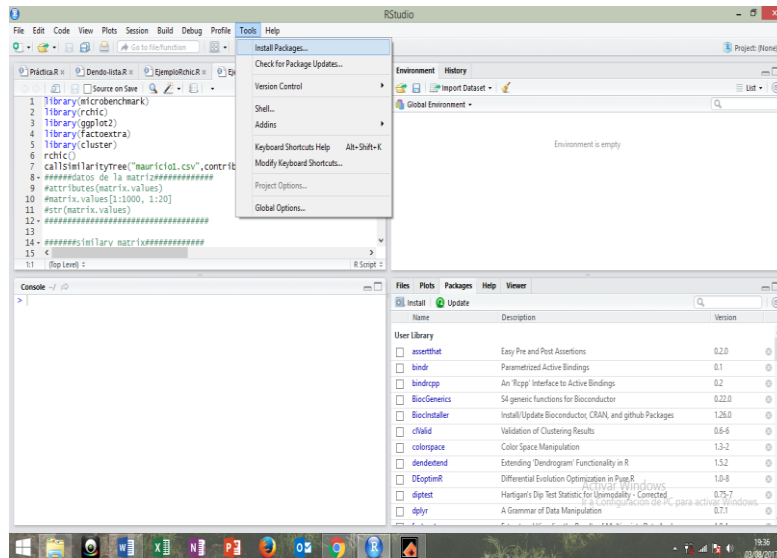 RStudio
File Edit Code View Plots Session Build Debug Profile Tools Help
Go to file/function
Project: (None)
Install Packages...
Check for Package Updates...
Version Control
Shell...
Addins
Keyboard Shortcuts Help Alt+Shift+K
Modify Keyboard Shortcuts...
Project Options...
Global Options...
Práctica.R × Dendo-lista.R × EjemploRchic.R ×
Source on Save
1 library(microbenchmark)
2 library(rchic)
3 library(ggplot2)
4 library(factoextra)
5 library(cluster)
6 rchic()
7 callSimilarityTree("mauricio1.csv",contrib
8 ######datos de la matriz#############
9 #attributes(matrix.values)
10 #matrix.values[1:1000, 1:20]
11 #str(matrix.values)
12 ####################################
13
14 #######similary matrix#############
15
1:1 (Top Level) R Script
Environment History
Import Dataset
List
Global Environment
Environment is empty
Console ~/
>
Files Plots Packages Help Viewer
Install Update
Name Description Version
User Library
assertthat Easy Pre and Post Assertions 0.2.0
bindr Parametrized Active Bindings 0.1
bindrcpp An 'Rcpp' Interface to Active Bindings 0.2
BiocGenerics S4 generic functions for Bioconductor 0.22.0
BiocInstaller Install/Update Bioconductor, CRAN, and github Packages 1.26.0
clValid Validation of Clustering Results 0.6-6
colorspace Color Space Manipulation 1.3-2
dendextend Extending 'Dendrogram' Functionality in R 1.5.2
DEoptimR Differential Evolution Optimization in Pure R 1.0-8
diptest Hartigan's Dip Test Statistic for Unimodality - Corrected 0.75-7
dplyr A Grammar of Data Manipulation 0.7.1
Activar Windows
Ir a Configuración de PC para activar Windows.
19:36